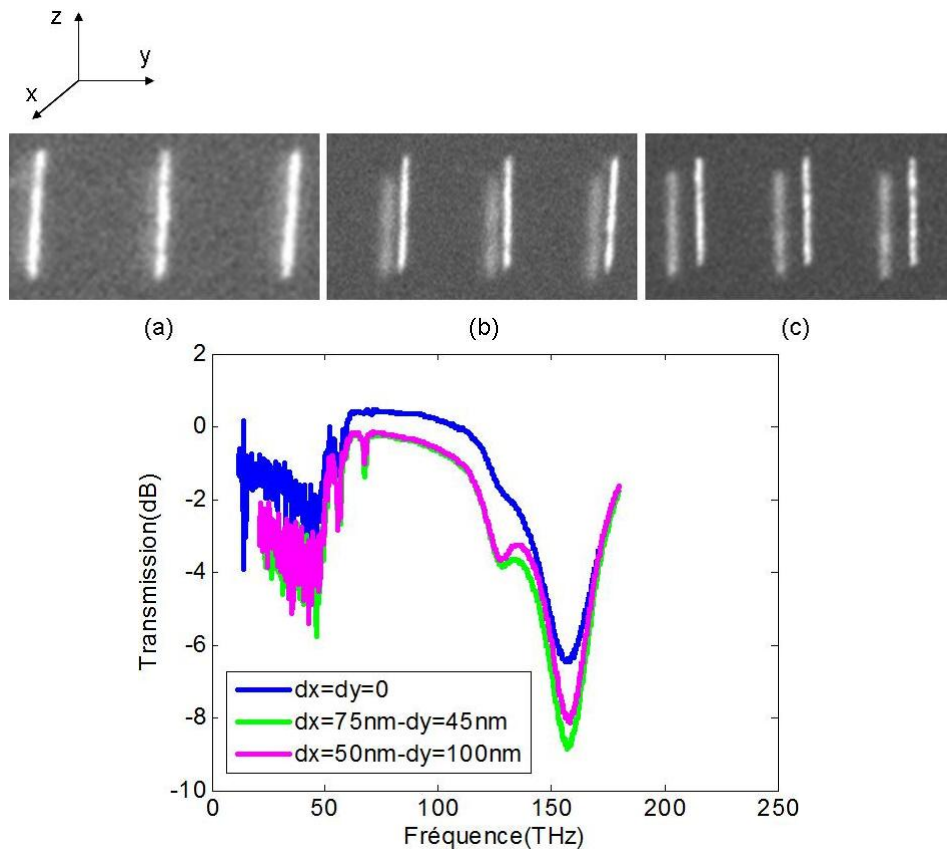 z
y
x
(a)
(b)
(c)
2
0
-2
-4
-6
-8
-10
Transmission(dB)
dx=dy=0
dx=75nm-dy=45nm
dx=50nm-dy=100nm
0
50
100
150
200
250
Fréquence(THz)